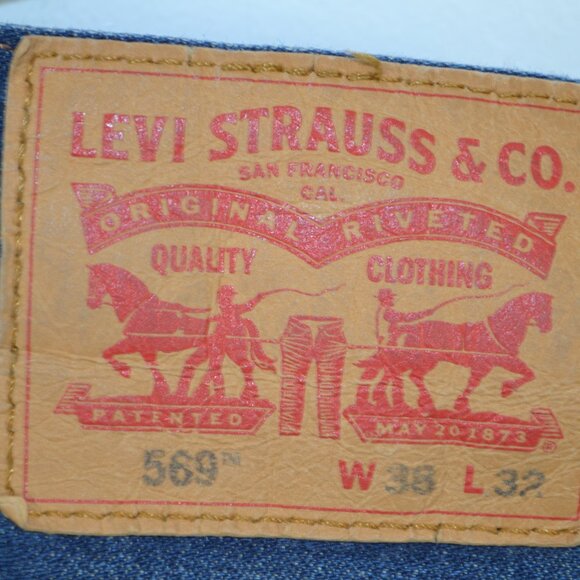 LEVI STRAUSS & CO.
SAN FRANCISCO
CAL.
ORIGINAL RIVETED
QUALITY CLOTHING
PATENTED MAY 20 1873 ®
569™ W 38 L 32